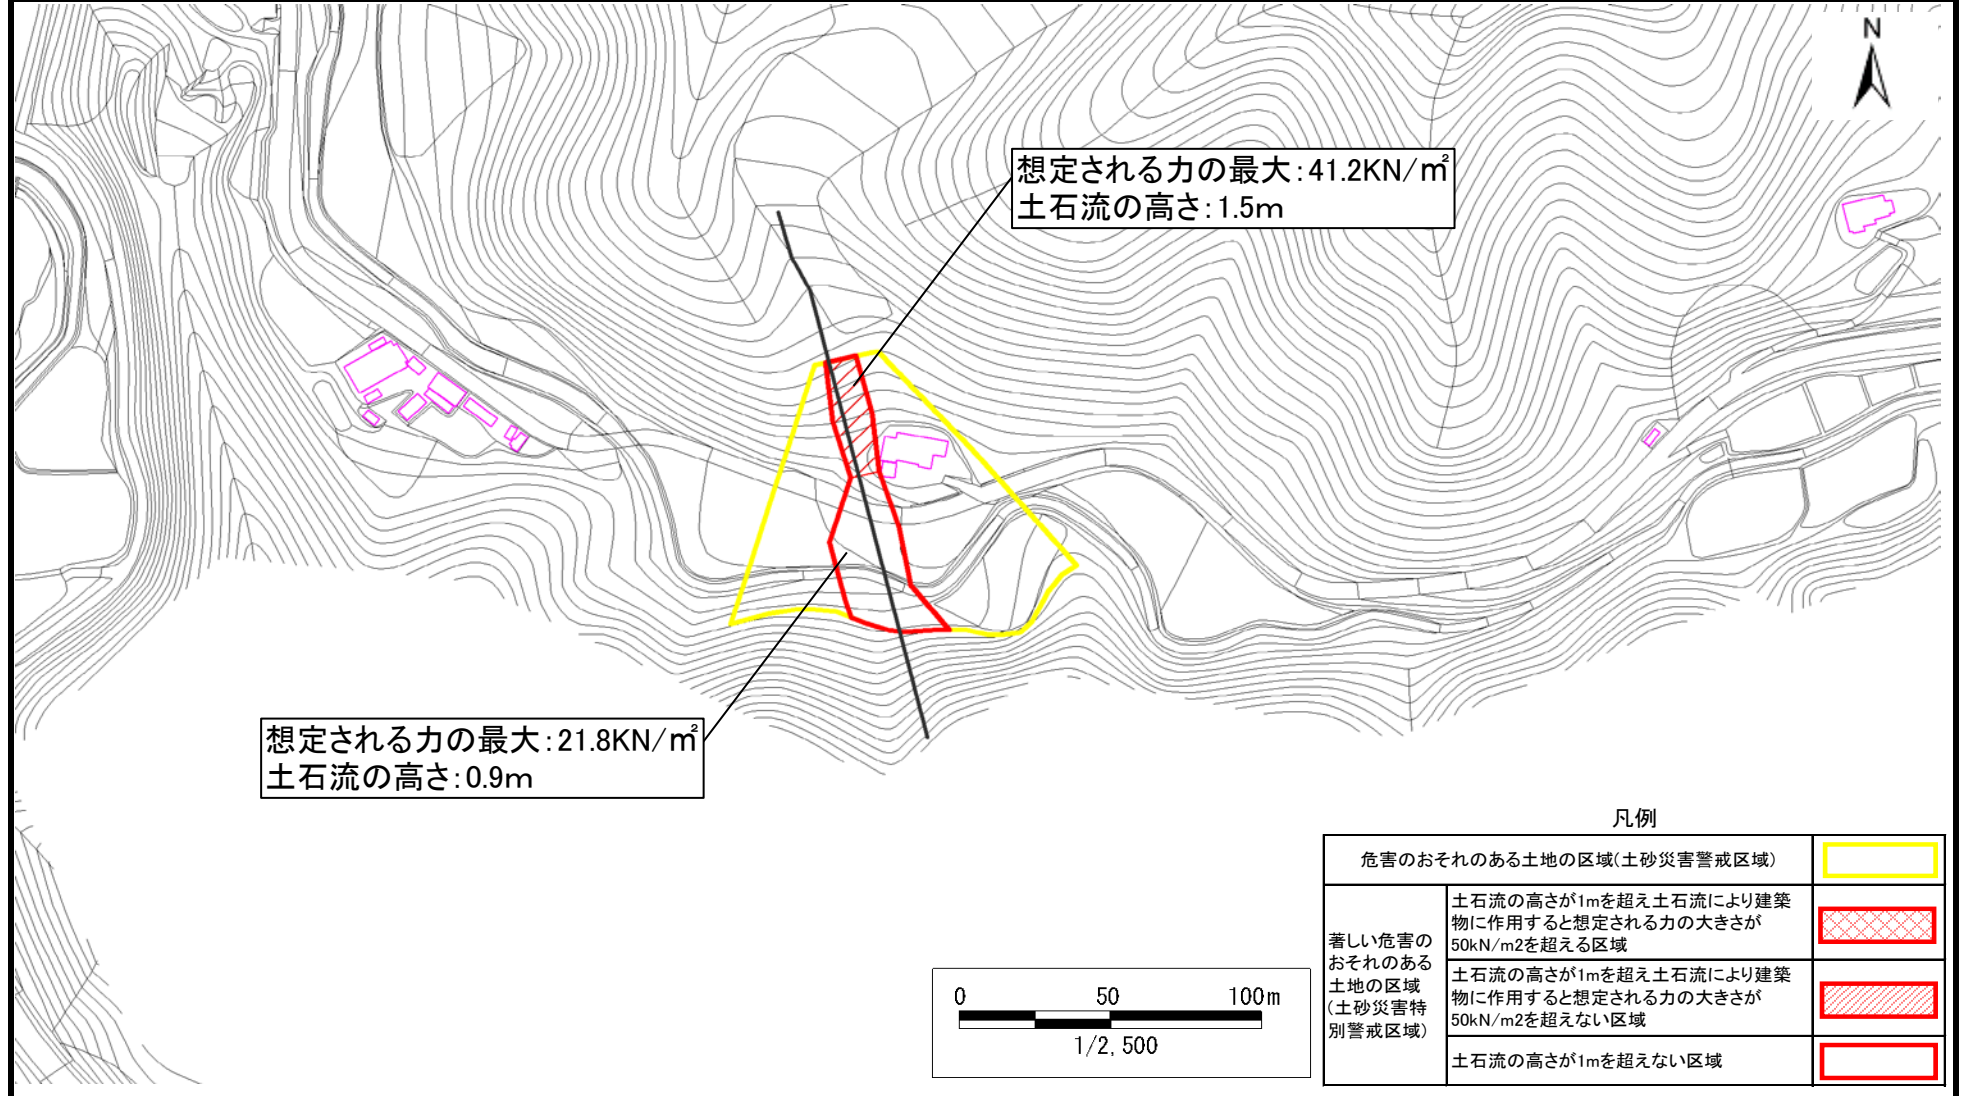 N
想定される力の最大:41.2KN/㎡
土石流の高さ:1.5m
想定される力の最大:21.8KN/㎡
土石流の高さ:0.9m
凡例
危害のおそれのある土地の区域(土砂災害警戒区域)
著しい危害の
おそれのある
土地の区域
(土砂災害特
別警戒区域)
土石流の高さが1mを超え土石流により建築
物に作用すると想定される力の大きさが
50kN/m2を超える区域
土石流の高さが1mを超え土石流により建築
物に作用すると想定される力の大きさが
50kN/m2を超えない区域
土石流の高さが1mを超えない区域
0 50 100m
1/2,500